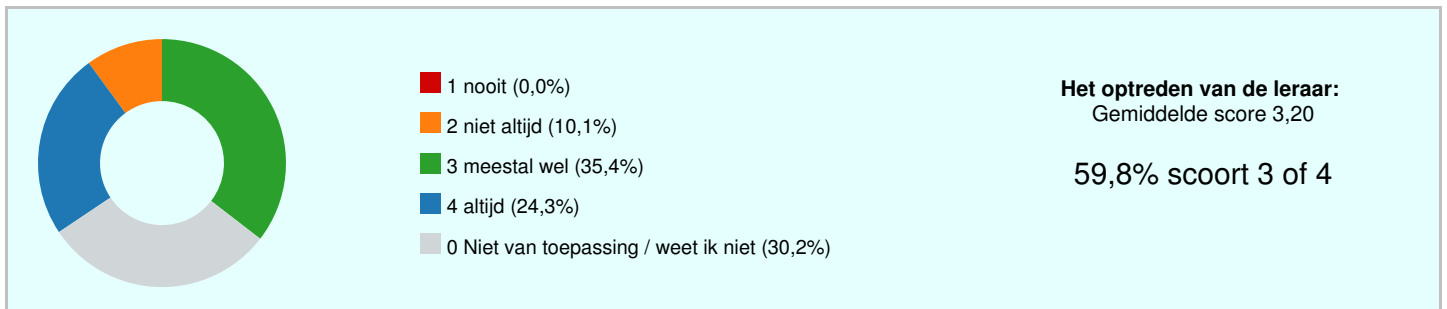 1 nooit (0,0%)
2 niet altijd (10,1%)
3 meestal wel (35,4%)
4 altijd (24,3%)
0 Niet van toepassing / weet ik niet (30,2%)
Het optreden van de leraar:
Gemiddelde score 3,20
59,8% scoort 3 of 4